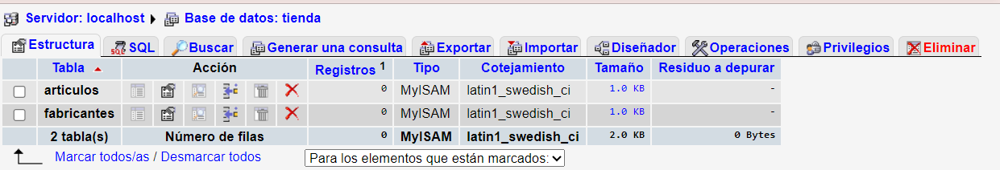 Servidor: localhost Base de datos: tienda
Estructura SQL Buscar Generar una consulta Exportar Importar Diseñador Operaciones Privilegios Eliminar
Tabla Acción Registros 1 Tipo Cotejamiento Tamaño Residuo a depurar
articulos 0 MyISAM latin1_swedish_ci 1.0 KB -
fabricantes 0 MyISAM latin1_swedish_ci 1.0 KB -
2 tabla(s) Número de filas 0 MyISAM latin1_swedish_ci 2.0 KB 0 Bytes
Marcar todos/as / Desmarcar todos Para los elementos que están marcados: